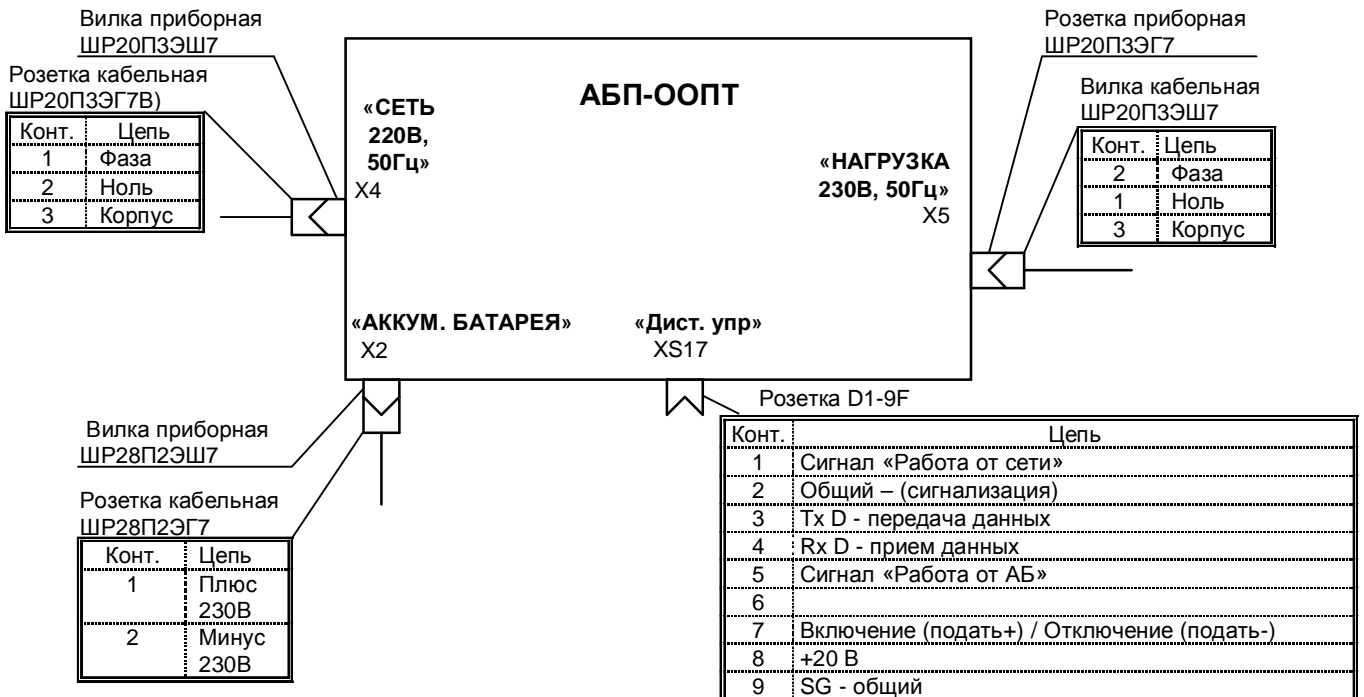 Вилка приборная
ШР20П3ЭШ7
Розетка кабельная
ШР20П3ЭГ7В)
Конт. Цепь
1 Фаза
2 Ноль
3 Корпус
АБП-ООПТ
«СЕТЬ
220В,
50Гц»
X4
Розетка приборная
ШР20П3ЭГ7
Вилка кабельная
ШР20П3ЭШ7
Конт. Цепь
2 Фаза
1 Ноль
3 Корпус
«НАГРУЗКА
230В, 50Гц»
X5
«АККУМ. БАТАРЕЯ»
X2
«Дист. упр»
XS17
Вилка приборная
ШР28П2ЭШ7
Розетка кабельная
ШР28П2ЭГ7
Конт. Цепь
1 Плюс
230В
2 Минус
230В
Розетка D1-9F
Конт. Цепь
1 Сигнал «Работа от сети»
2 Общий – (сигнализация)
3 Tx D - передача данных
4 Rx D - прием данных
5 Сигнал «Работа от АБ»
6
7 Включение (подать+) / Отключение (подать-)
8 +20 В
9 SG - общий